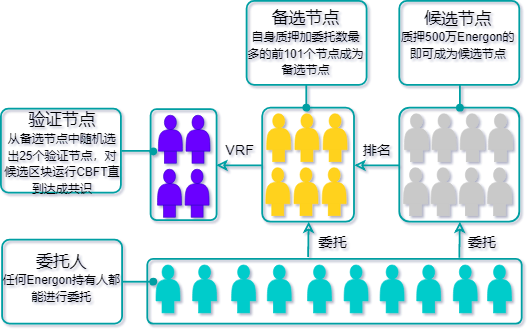 备选节点
自身质押加委托数最
多的前101个节点成为
备选节点
候选节点
质押500万Energon的
即可成为候选节点
验证节点
从备选节点中随机选
出25个验证节点，对
候选区块运行CBFT直
到达成共识
VRF
排名
委托
委托
委托人
任何Energon持有人都
能进行委托